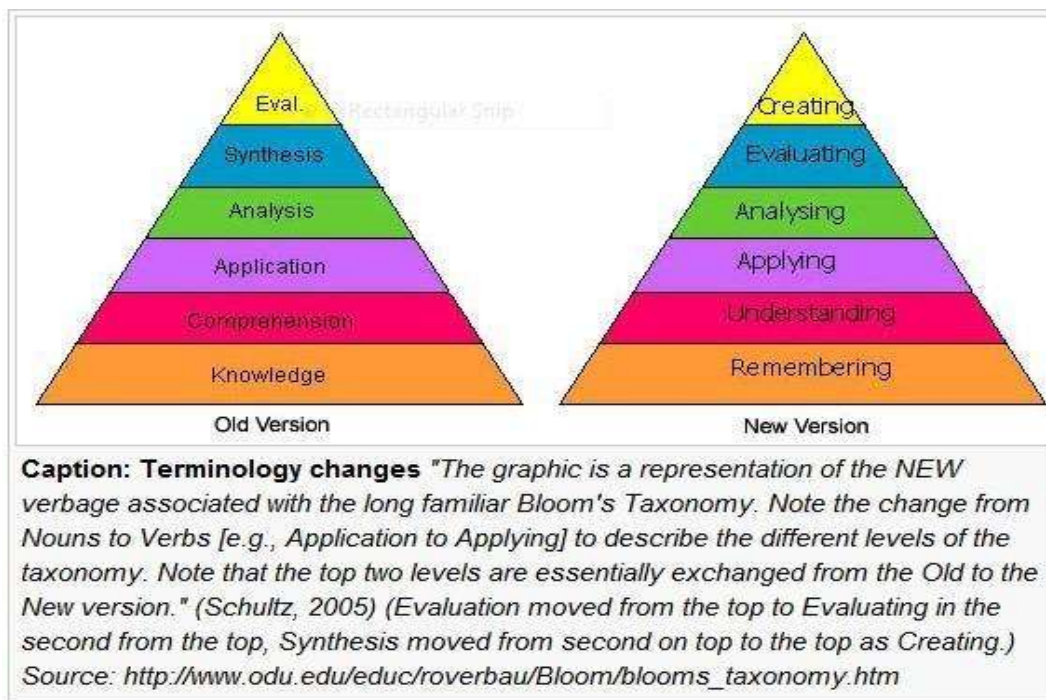 Eval.
Rectangular Snip
Synthesis
Analysis
Application
Comprehension
Knowledge
Old Version
Creating
Evaluating
Analysing
Applying
Understanding
Remembering
New Version
Caption: Terminology changes "The graphic is a representation of the NEW
verbage associated with the long familiar Bloom's Taxonomy. Note the change from
Nouns to Verbs [e.g., Application to Applying] to describe the different levels of the
taxonomy. Note that the top two levels are essentially exchanged from the Old to the
New version." (Schultz, 2005) (Evaluation moved from the top to Evaluating in the
second from the top, Synthesis moved from second on top to the top as Creating.)
Source: http://www.odu.edu/educ/roverbau/Bloom/blooms_taxonomy.htm